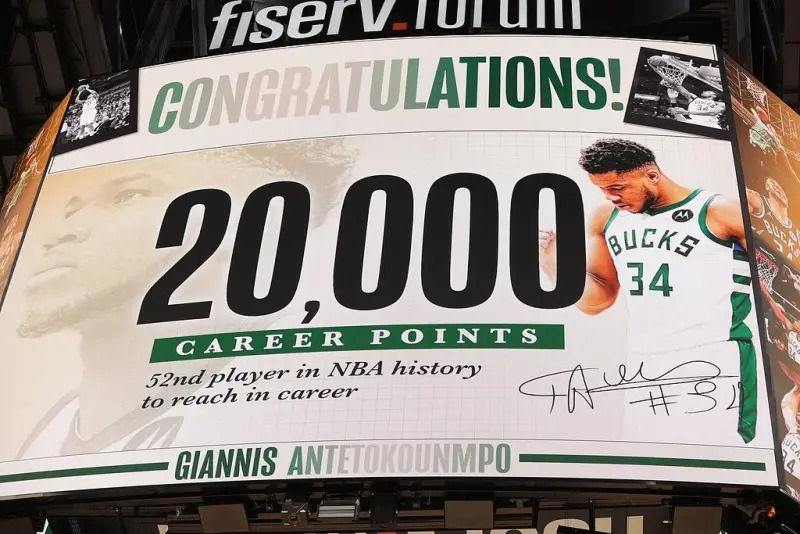 fiserv.forum
CONGRATULATIONS!
20,000
CAREER POINTS
52nd player in NBA history
to reach in career
BUCKS
34
#34
GIANNIS ANTETOKOUNMPO